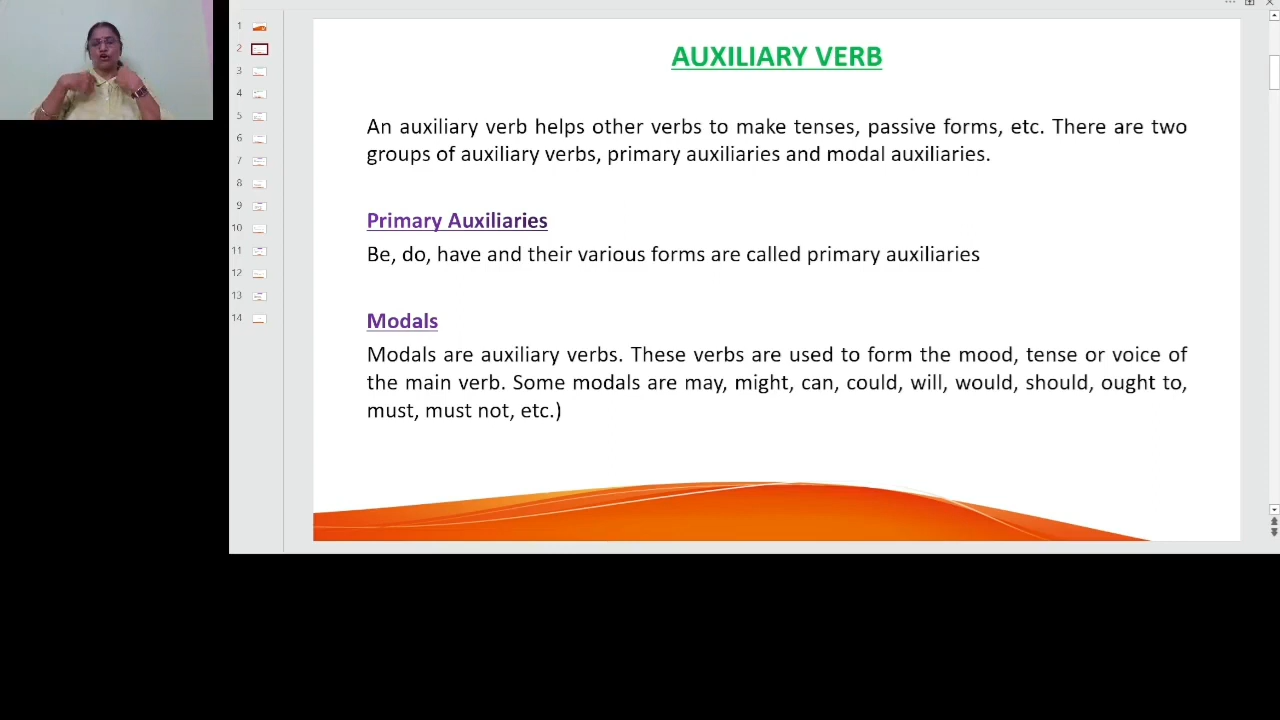 1
2
3
4
5
6
7
8
9
10
11
12
13
14
AUXILIARY VERB
An auxiliary verb helps other verbs to make tenses, passive forms, etc. There are two
groups of auxiliary verbs, primary auxiliaries and modal auxiliaries.
Primary Auxiliaries
Be, do, have and their various forms are called primary auxiliaries
Modals
Modals are auxiliary verbs. These verbs are used to form the mood, tense or voice of
the main verb. Some modals are may, might, can, could, will, would, should, ought to,
must, must not, etc.)